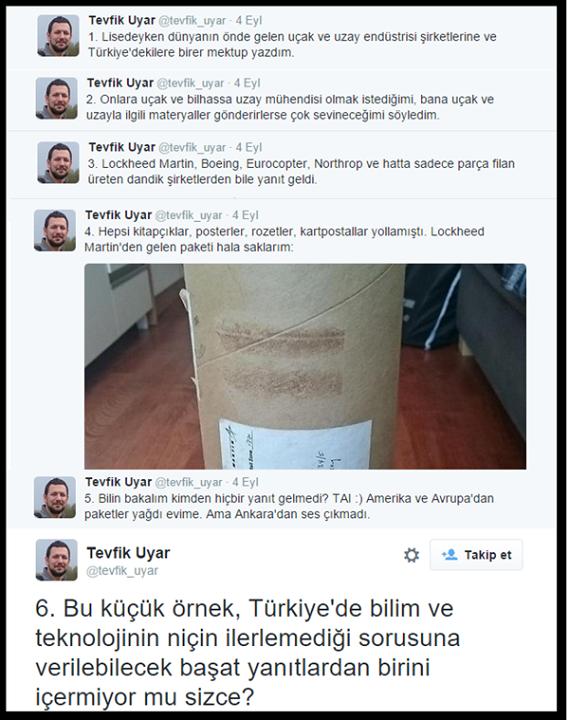 Tevfik Uyar @tevfik_uyar · 4 Eyl
1. Lisedeyken dünyanın önde gelen uçak ve uzay endüstrisi şirketlerine ve
Türkiye'dekilere birer mektup yazdım.
Tevfik Uyar @tevfik_uyar · 4 Eyl
2. Onlara uçak ve bilhassa uzay mühendisi olmak istediğimi, bana uçak ve
uzayla ilgili materyaller gönderirlerse çok sevineceğimi söyledim.
Tevfik Uyar @tevfik_uyar · 4 Eyl
3. Lockheed Martin, Boeing, Eurocopter, Northrop ve hatta sadece parça filan
üreten dandik şirketlerden bile yanıt geldi.
Tevfik Uyar @tevfik_uyar · 4 Eyl
4. Hepsi kitapçıklar, posterler, rozetler, kartpostallar yollamıştı. Lockheed
Martin'den gelen paketi hala saklarım:
Tevfik Uyar @tevfik_uyar · 4 Eyl
5. Bilin bakalım kimden hiçbir yanıt gelmedi? TAI :) Amerika ve Avrupa'dan
paketler yağdı evime. Ama Ankara'dan ses çıkmadı.
Tevfik Uyar
@tevfik_uyar
Takip et
6. Bu küçük örnek, Türkiye'de bilim ve
teknolojinin niçin ilerlemediği sorusuna
verilebilecek başat yanıtlardan birini
içermiyor mu sizce?